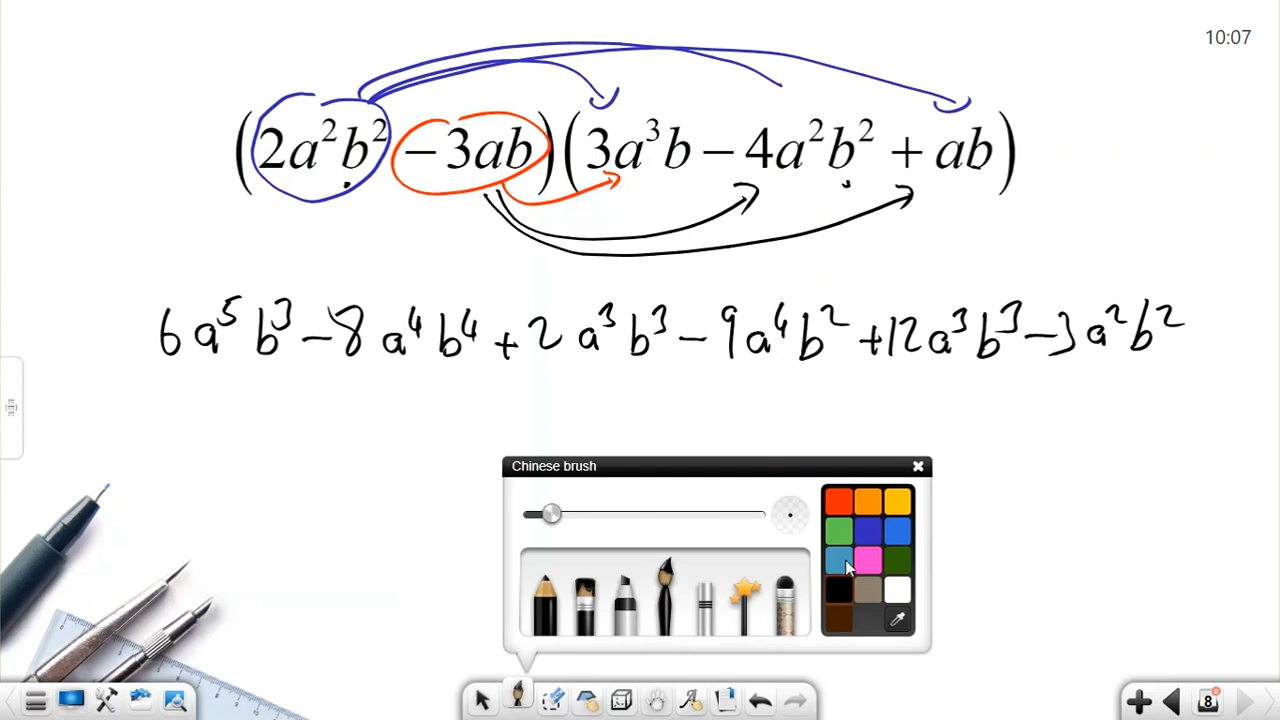 10:07
(2a²b² − 3ab)(3a³b − 4a²b² + ab)
6a⁵b³ − 8a⁴b⁴ + 2a³b³ − 9a⁴b² + 12a³b³ − 3a²b²
Chinese brush
8